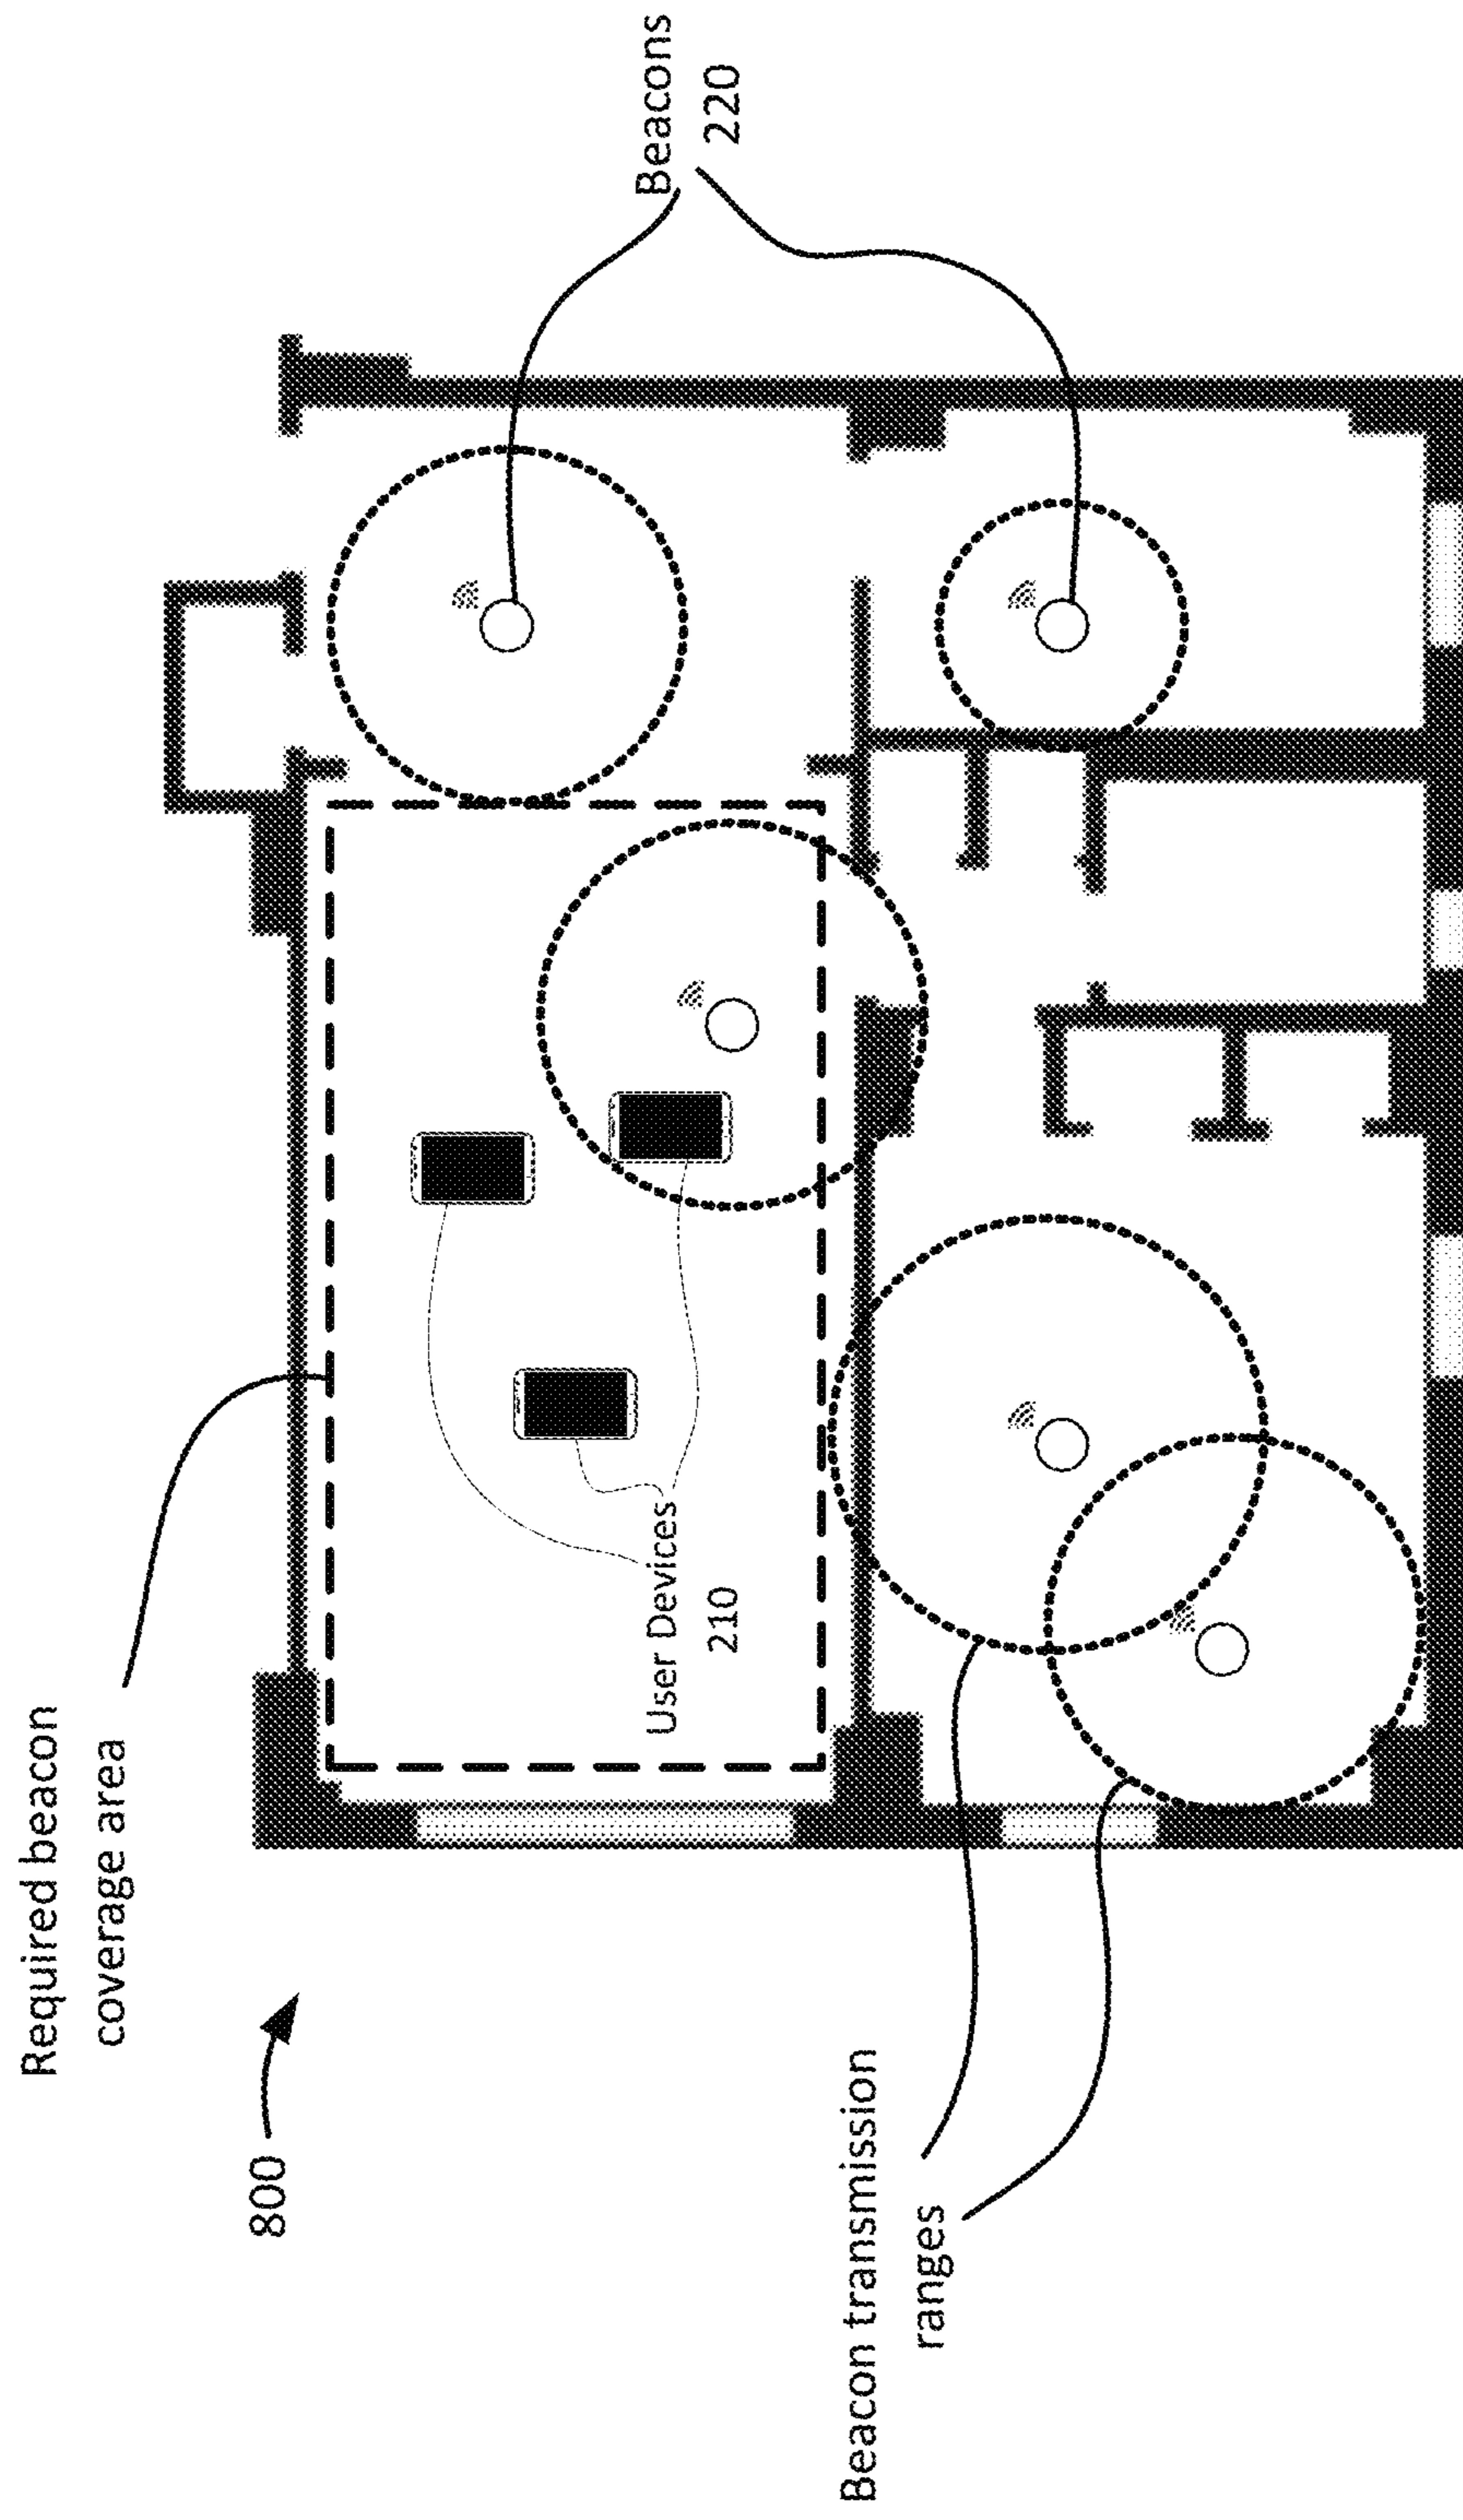 Required beacon
coverage area
800
User Devices
210
Beacons
220
Beacon transmission
ranges